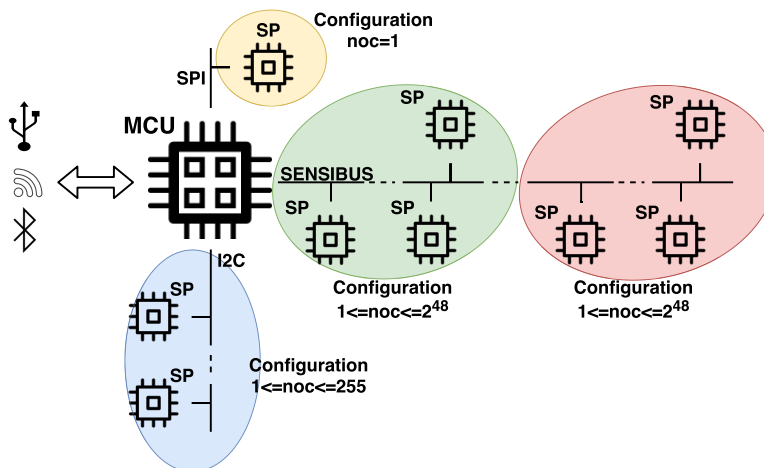 Configuration
noc=1
SP
SPI
MCU
SP
SP
SENSIBUS
SP
SP
SP
SP
I2C
Configuration
1<=noc<=2^48
Configuration
1<=noc<=2^48
SP
Configuration
1<=noc<=255
SP